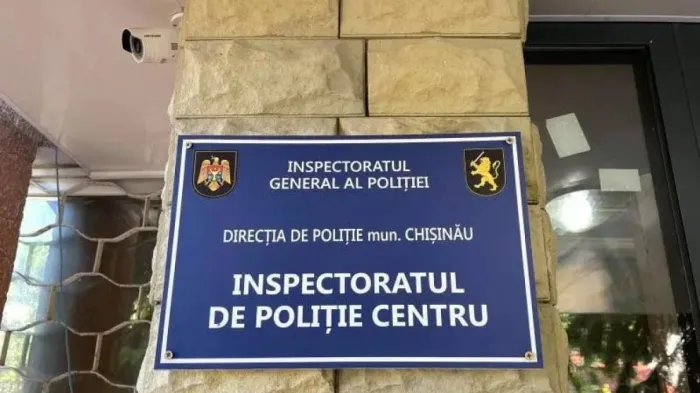 INSPECTORATUL
GENERAL AL POLIȚIEI
DIRECȚIA DE POLIȚIE mun. CHIȘINĂU
INSPECTORATUL
DE POLIȚIE CENTRU